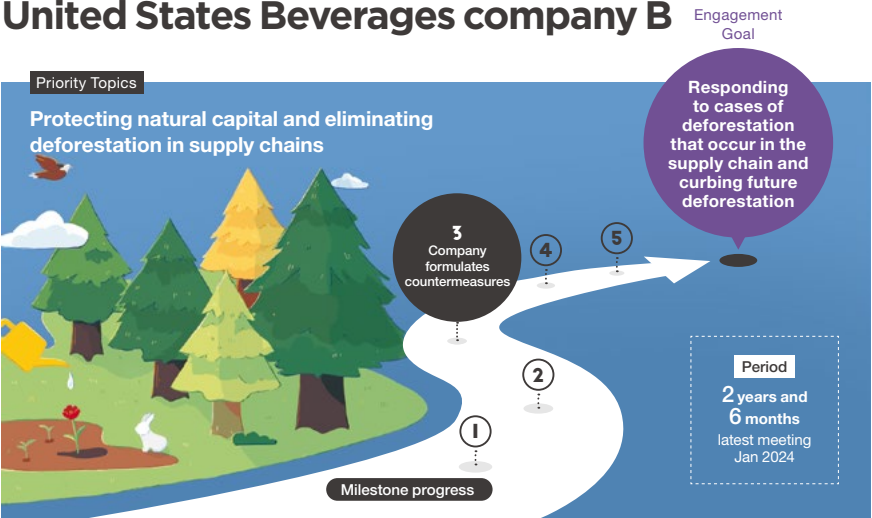 United States Beverages company B
Engagement
Goal
Priority Topics
Protecting natural capital and eliminating
deforestation in supply chains
Responding
to cases of
deforestation
that occur in the
supply chain and
curbing future
deforestation
3
Company
formulates
countermeasures
4
5
2
1
Milestone progress
Period
2 years and
6 months
latest meeting
Jan 2024